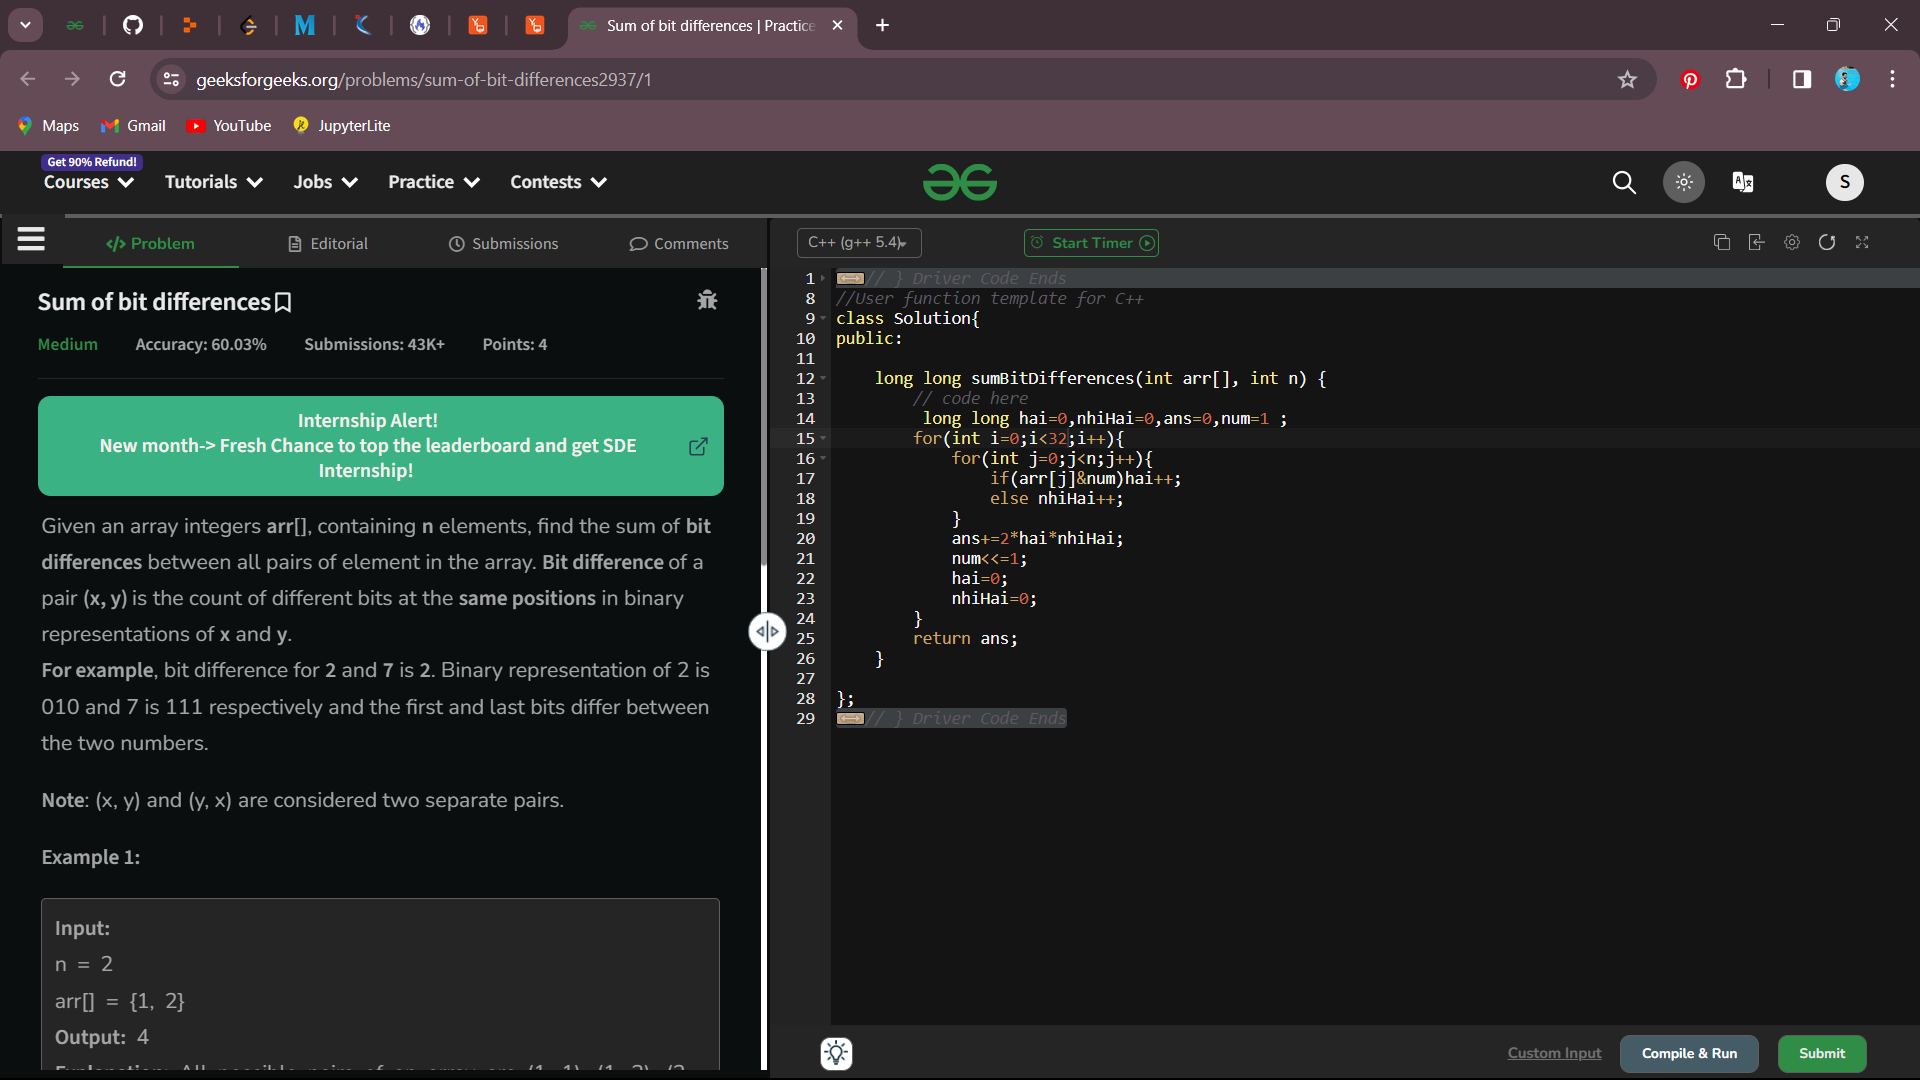 Sum of bit differences | Practice
geeksforgeeks.org/problems/sum-of-bit-differences2937/1
Maps Gmail YouTube JupyterLite
Get 90% Refund!
Courses Tutorials Jobs Practice Contests S
</> Problem Editorial Submissions Comments
Sum of bit differences
Medium Accuracy: 60.03% Submissions: 43K+ Points: 4
Internship Alert!
New month-> Fresh Chance to top the leaderboard and get SDE
Internship!
Given an array integers arr[], containing n elements, find the sum of bit
differences between all pairs of element in the array. Bit difference of a
pair (x, y) is the count of different bits at the same positions in binary
representations of x and y.
For example, bit difference for 2 and 7 is 2. Binary representation of 2 is
010 and 7 is 111 respectively and the first and last bits differ between
the two numbers.
Note: (x, y) and (y, x) are considered two separate pairs.
Example 1:
Input:
n = 2
arr[] = {1, 2}
Output: 4
C++ (g++ 5.4) Start Timer
1 // } Driver Code Ends
8 //User function template for C++
9 class Solution{
10 public:
11
12 long long sumBitDifferences(int arr[], int n) {
13 // code here
14 long long hai=0,nhiHai=0,ans=0,num=1 ;
15 for(int i=0;i<32;i++){
16 for(int j=0;j<n;j++){
17 if(arr[j]&num)hai++;
18 else nhiHai++;
19 }
20 ans+=2*hai*nhiHai;
21 num<<=1;
22 hai=0;
23 nhiHai=0;
24 }
25 return ans;
26 }
27
28 };
29 // } Driver Code Ends
Custom Input Compile & Run Submit